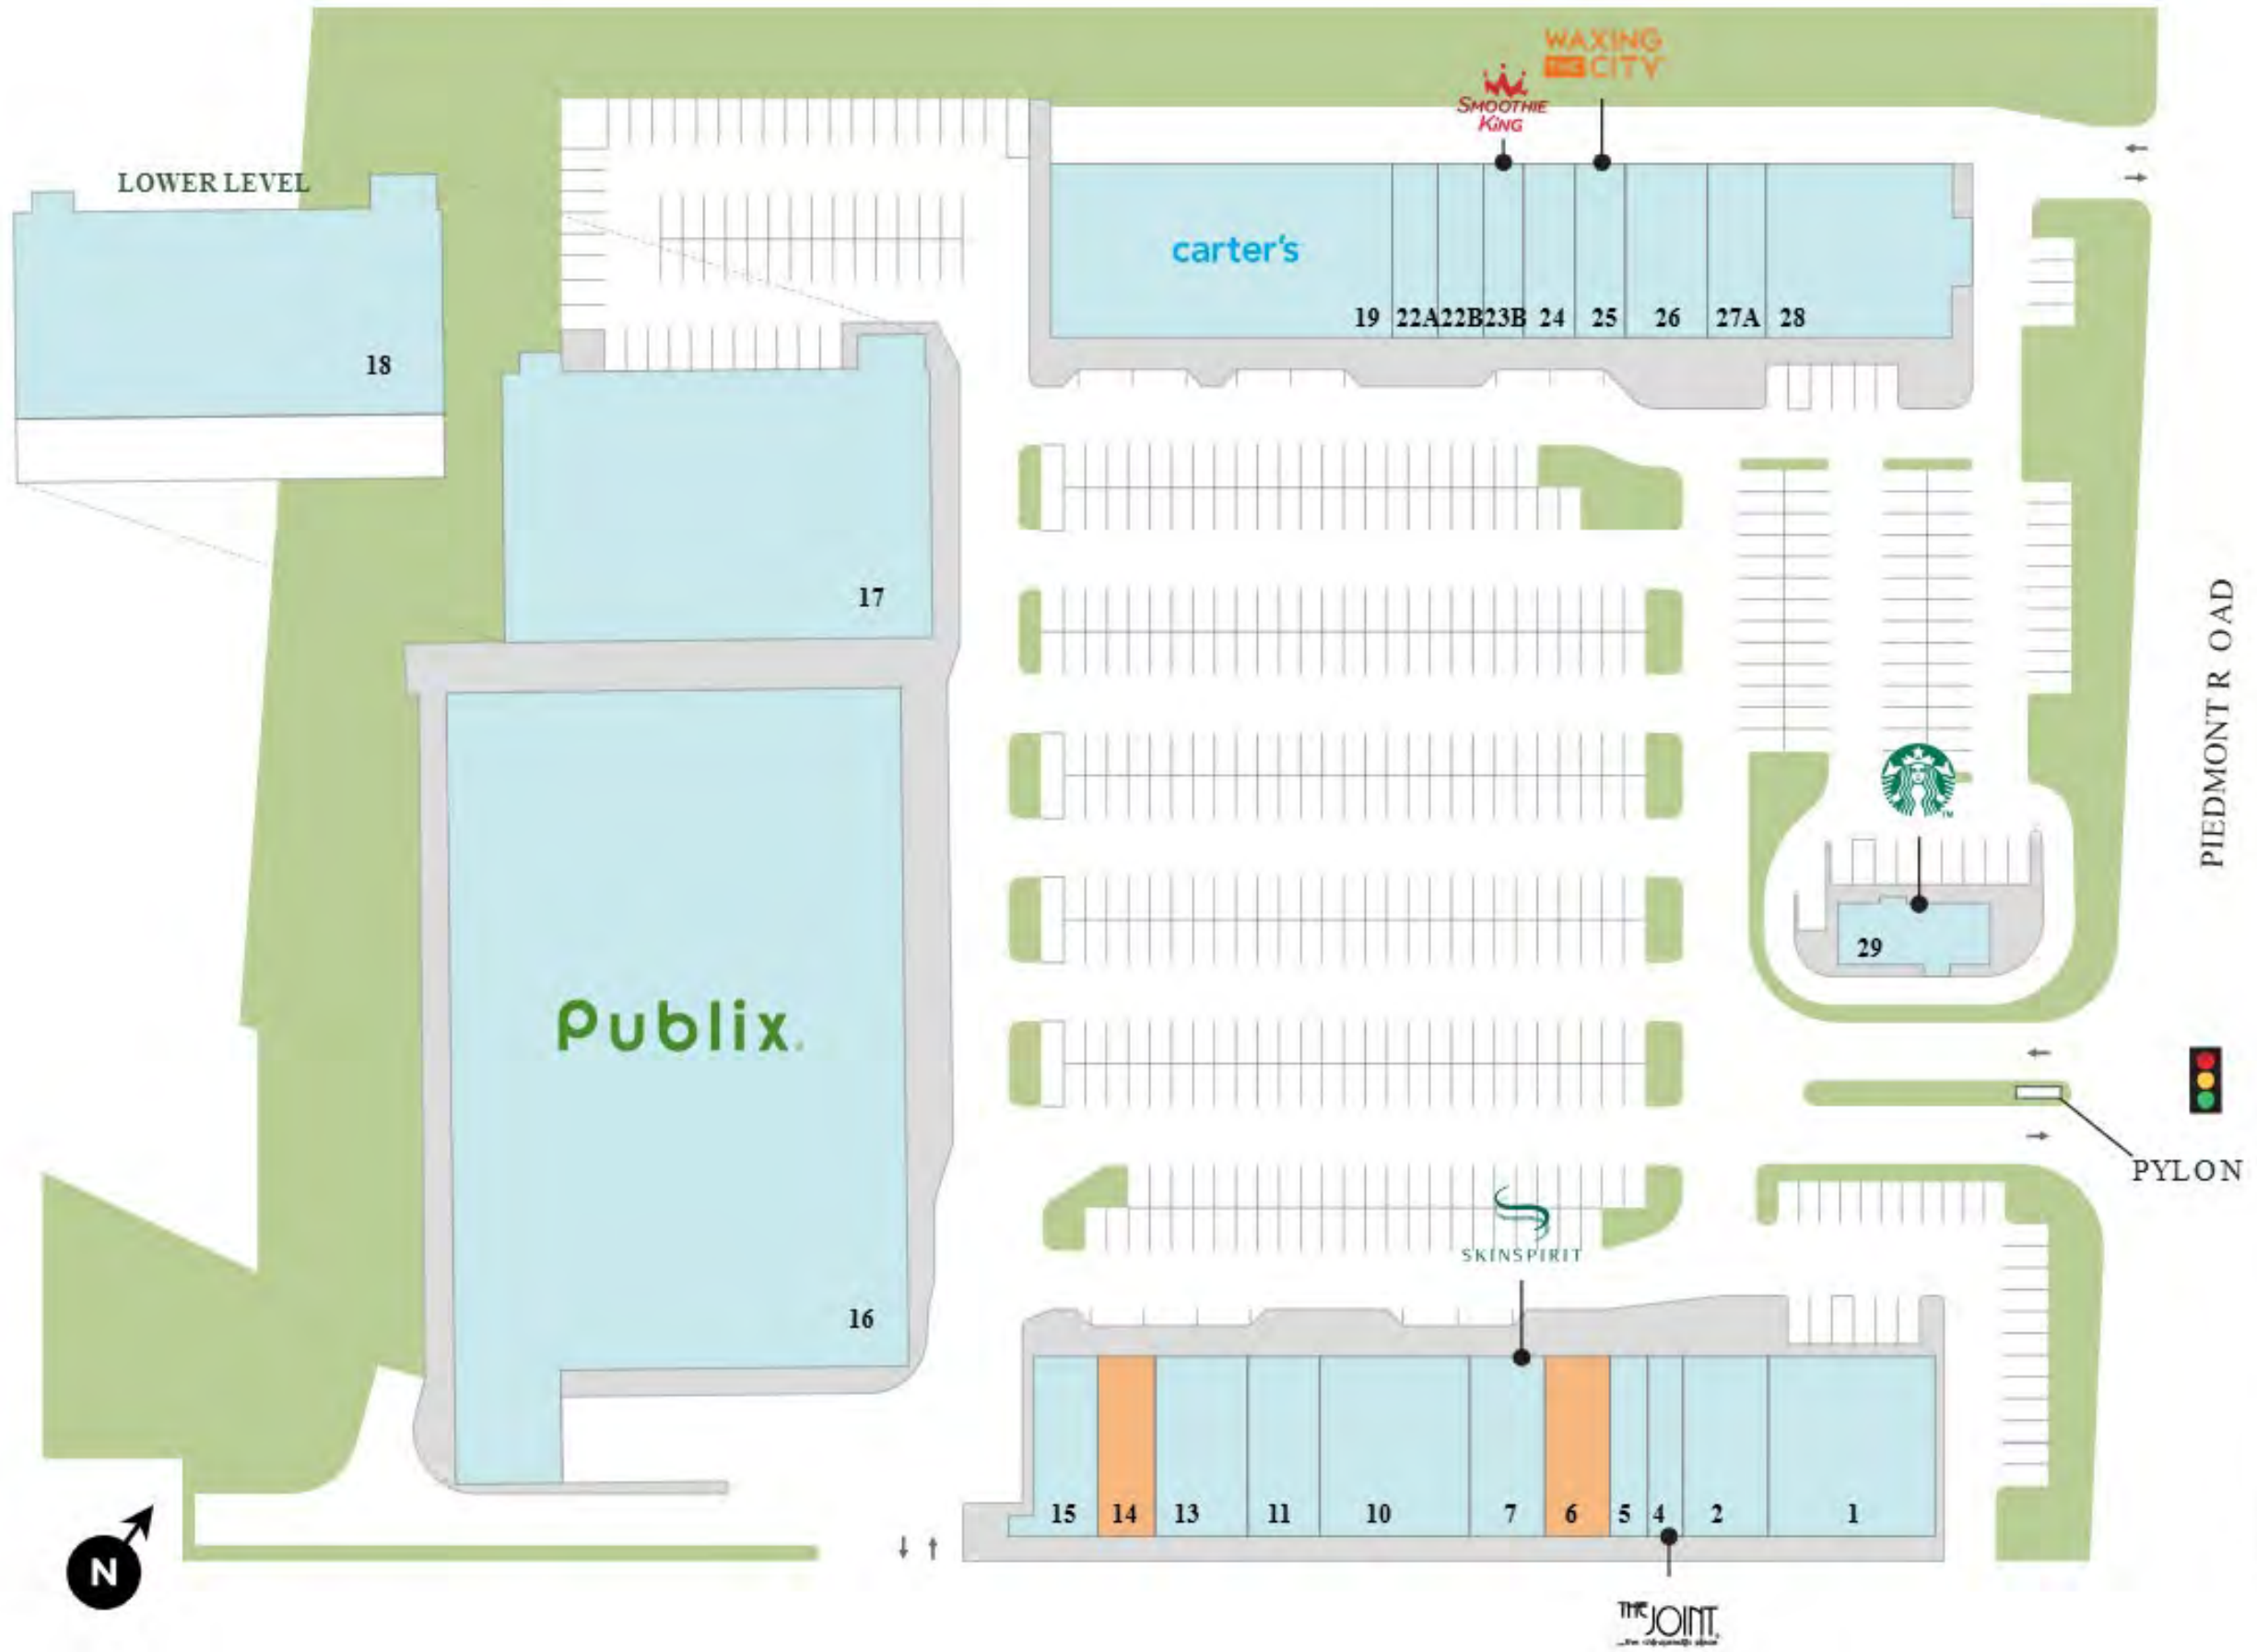 WAXING
THE CITY
SMOOTHIE
KING
LOWER LEVEL
carter's
18
19 22A 22B 23B 24 25 26 27A 28
17
PIEDMONT R OAD
TM
29
Publix.
PYLON
SKINSPIRIT
16
15 14 13 11 10 7 6 5 4 2 1
N
THE JOINT